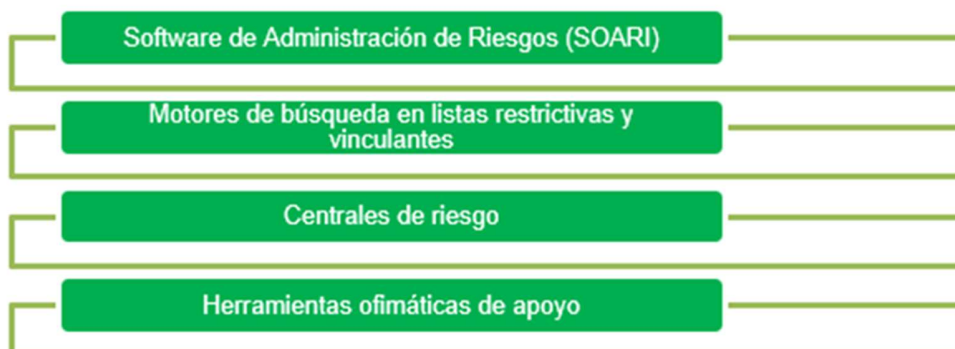 Software de Administración de Riesgos (SOARI)
Motores de búsqueda en listas restrictivas y
vinculantes
Centrales de riesgo
Herramientas ofimáticas de apoyo